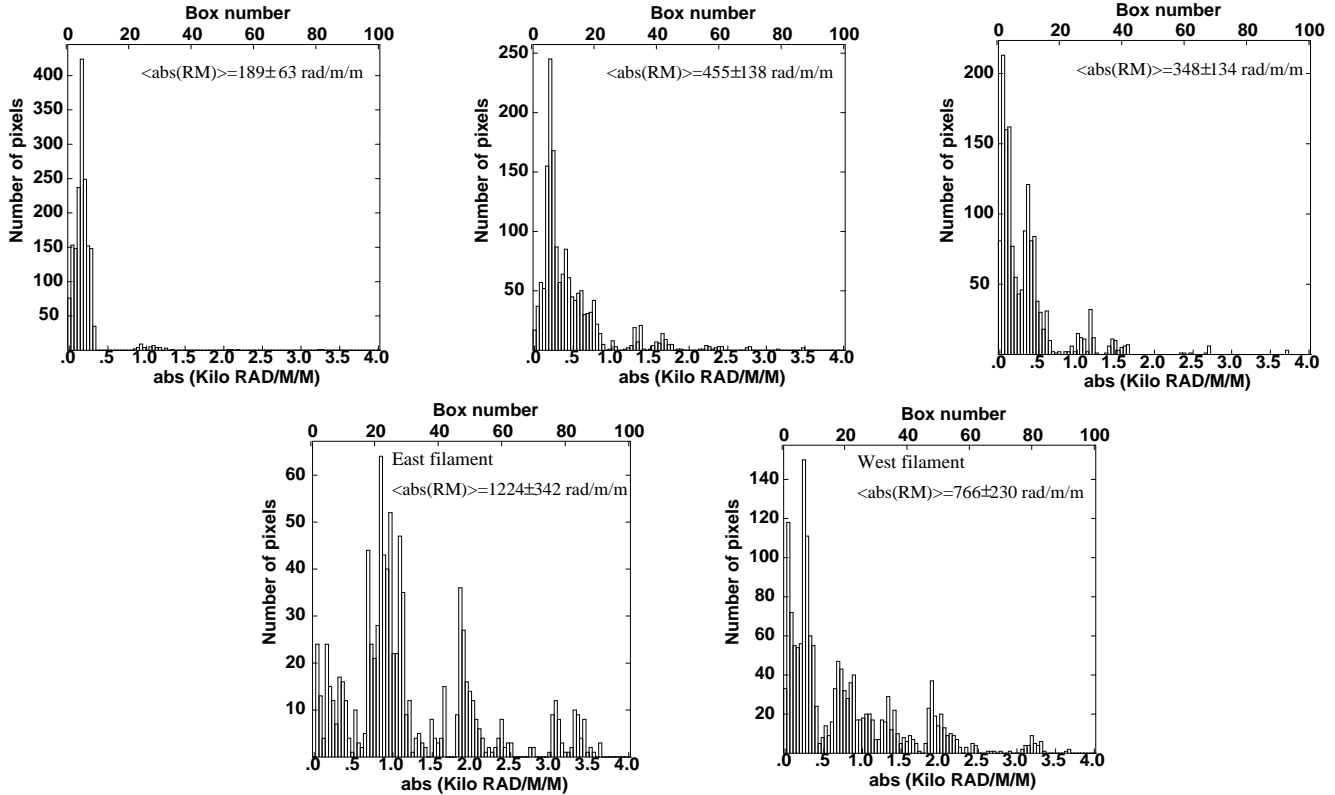 Box number
0 20 40 60 80 100
<abs(RM)>=189±63 rad/m/m
Number of pixels
400
350
300
250
200
150
100
50
.0 .5 1.0 1.5 2.0 2.5 3.0 3.5 4.0
abs (Kilo RAD/M/M)
Box number
0 20 40 60 80 100
<abs(RM)>=455±138 rad/m/m
Number of pixels
250
200
150
100
50
.0 .5 1.0 1.5 2.0 2.5 3.0 3.5 4.0
abs (Kilo RAD/M/M)
Box number
0 20 40 60 80 100
<abs(RM)>=348±134 rad/m/m
Number of pixels
200
150
100
50
.0 .5 1.0 1.5 2.0 2.5 3.0 3.5 4.0
abs (Kilo RAD/M/M)
Box number
0 20 40 60 80 100
East filament
<abs(RM)>=1224±342 rad/m/m
Number of pixels
60
50
40
30
20
10
.0 .5 1.0 1.5 2.0 2.5 3.0 3.5 4.0
abs (Kilo RAD/M/M)
Box number
0 20 40 60 80 100
West filament
<abs(RM)>=766±230 rad/m/m
Number of pixels
140
120
100
80
60
40
20
.0 .5 1.0 1.5 2.0 2.5 3.0 3.5 4.0
abs (Kilo RAD/M/M)